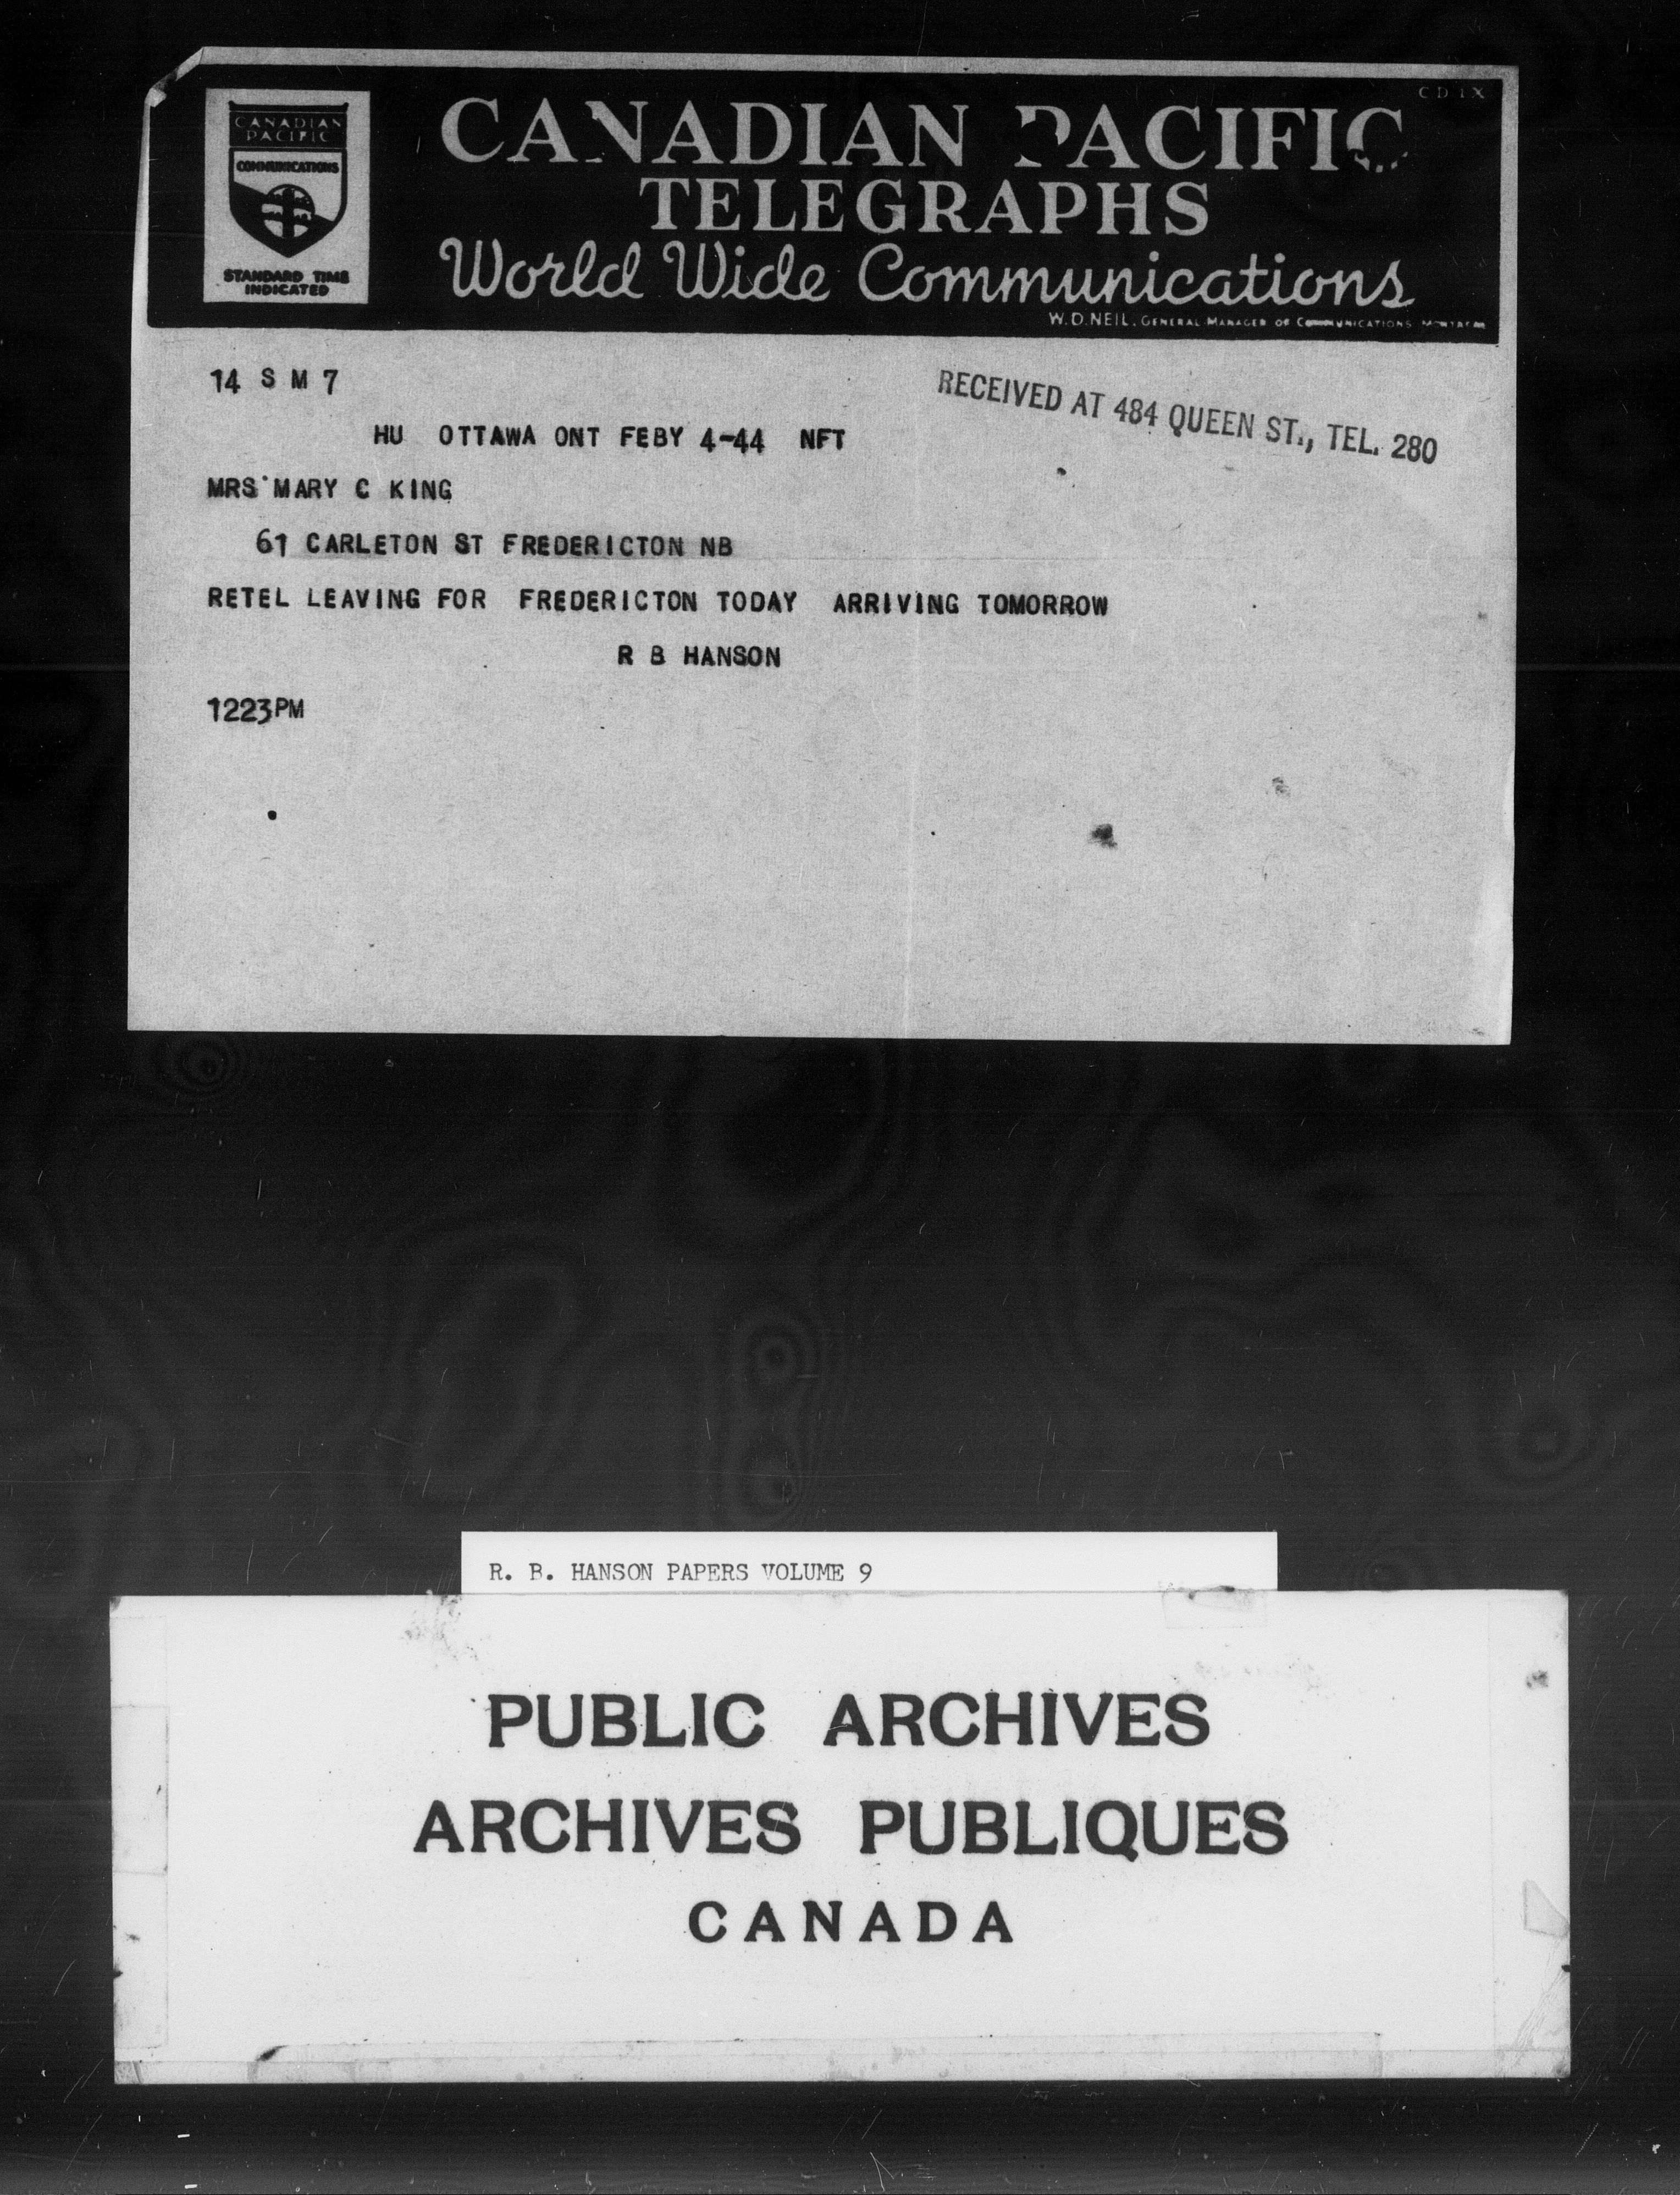 CD 1X
CANADIAN
PACIFIC
COMMUNICATIONS
STANDARD TIME
INDICATED
CANADIAN PACIFIC
TELEGRAPHS
World Wide Communications
W.D.NEIL, GENERAL MANAGER OF COMMUNICATIONS MONTREAL
14 S M 7
RECEIVED AT 484 QUEEN ST., TEL. 280
HU OTTAWA ONT FEBY 4-44 NFT
MRS MARY C KING
61 CARLETON ST FREDERICTON NB
RETEL LEAVING FOR FREDERICTON TODAY ARRIVING TOMORROW
R B HANSON
1223PM
R. B. HANSON PAPERS VOLUME 9
PUBLIC ARCHIVES
ARCHIVES PUBLIQUES
CANADA